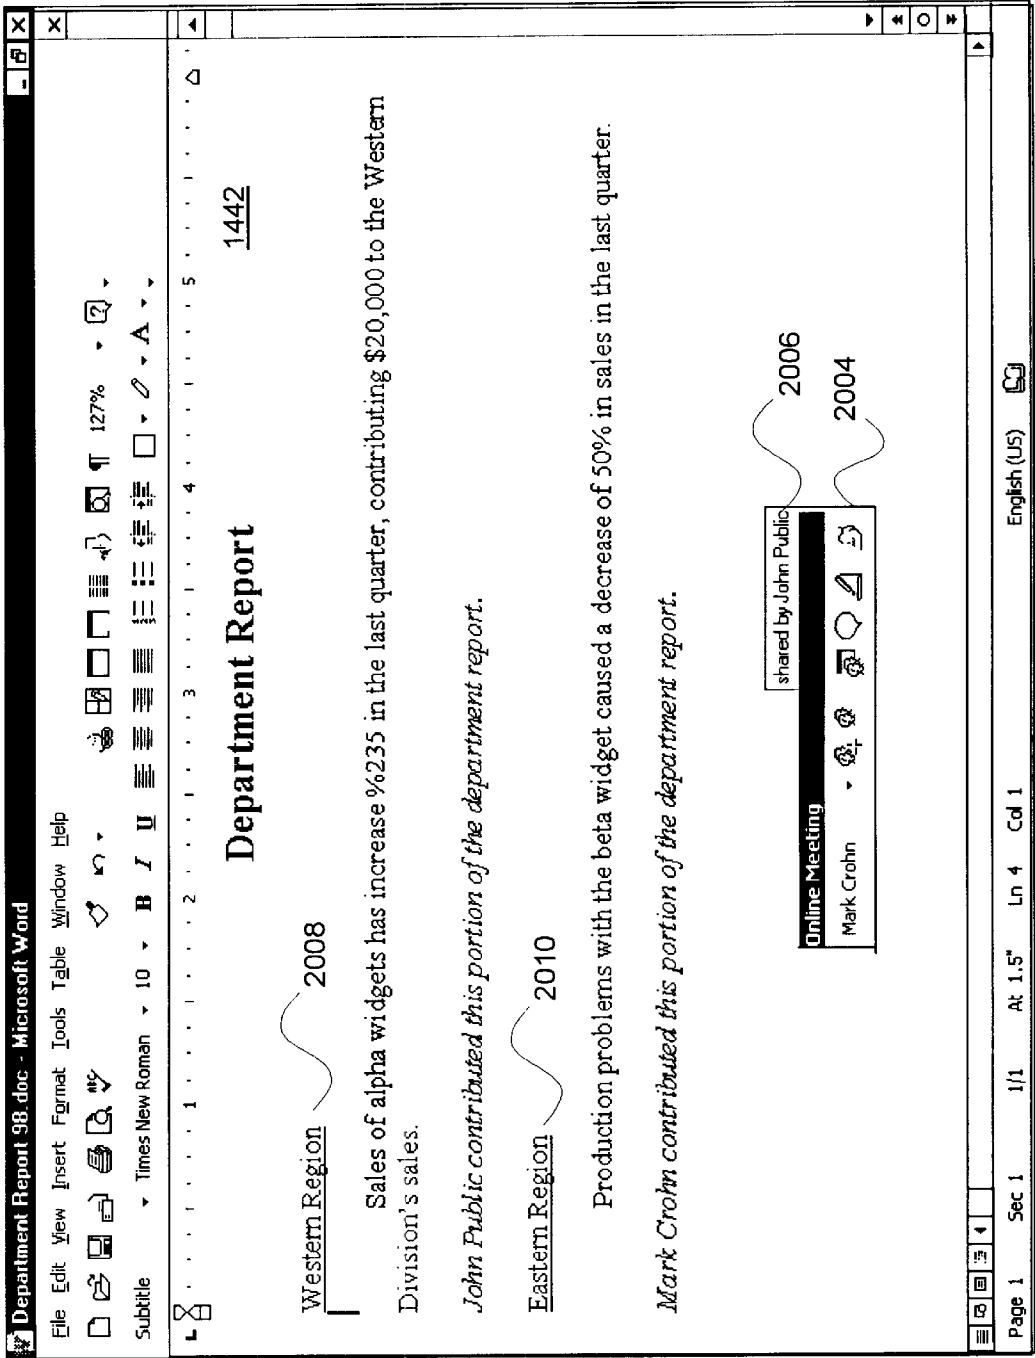 Department Report 98.doc - Microsoft Word
File Edit View Insert Format Tools Table Window Help
127%
Subtitle Times New Roman 10 B I U A
1 2 3 4 5
1442
Department Report
Western Region 2008
Sales of alpha widgets has increase %235 in the last quarter, contributing $20,000 to the Western
Division's sales.
John Public contributed this portion of the department report.
Eastern Region 2010
Production problems with the beta widget caused a decrease of 50% in sales in the last quarter.
Mark Crohn contributed this portion of the department report.
shared by John Public 2006
Online Meeting
Mark Crohn 2004
Page 1 Sec 1 1/1 At 1.5" Ln 4 Col 1 English (US)